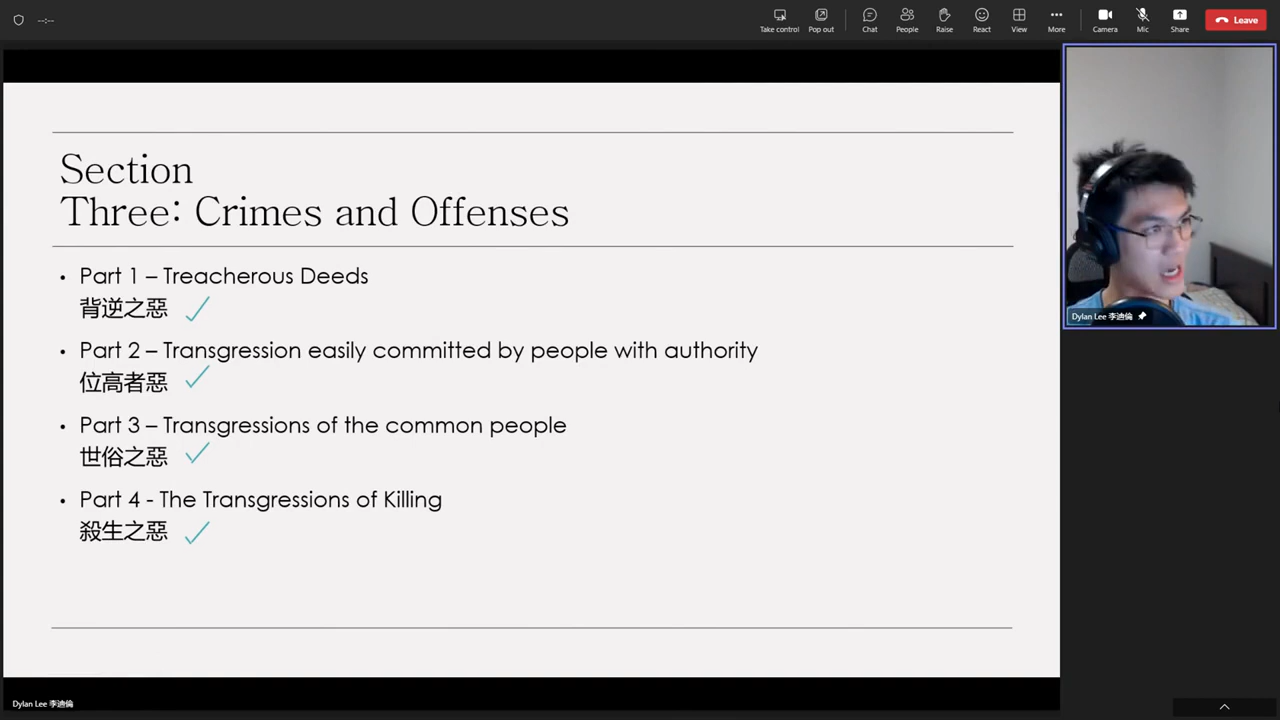 --:--
Take control
Pop out
Chat
People
Raise
React
View
More
Camera
Mic
Share
Leave
Section
Three: Crimes and Offenses
• Part 1 – Treacherous Deeds
背逆之惡
• Part 2 – Transgression easily committed by people with authority
位高者惡
• Part 3 – Transgressions of the common people
世俗之惡
• Part 4 - The Transgressions of Killing
殺生之惡
Dylan Lee 李迪倫
Dylan Lee 李迪倫